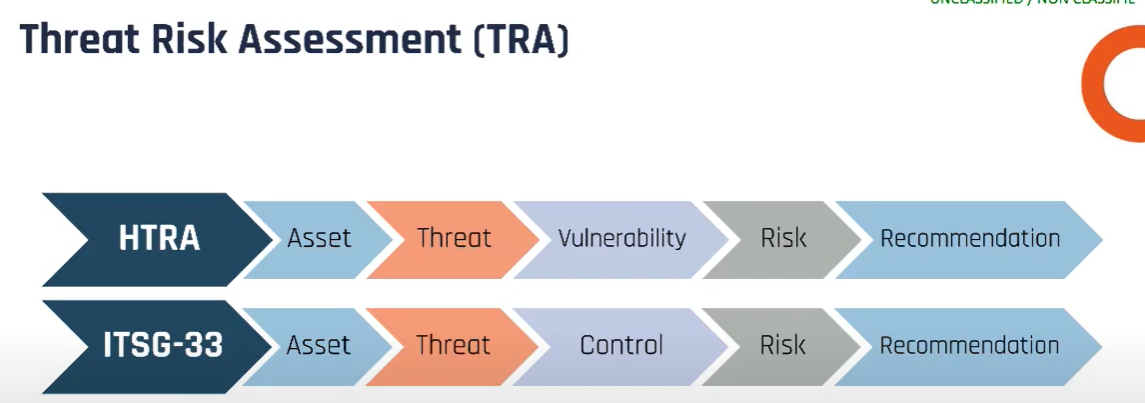 UNCLASSIFIED / NON CLASSIFIÉ
Threat Risk Assessment (TRA)
HTRA Asset Threat Vulnerability Risk Recommendation
ITSG-33 Asset Threat Control Risk Recommendation